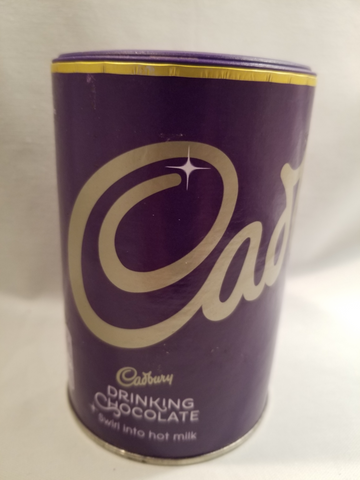 Cad
Cadbury
DRINKING
CHOCOLATE
Swirl into hot milk